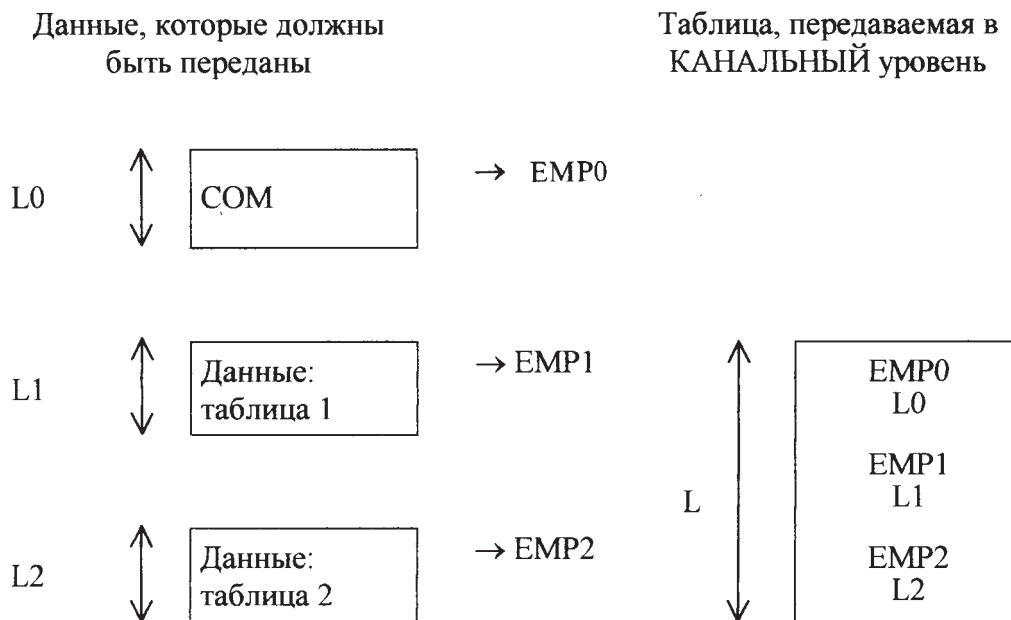 Данные, которые должны
быть переданы
Таблица, передаваемая в
КАНАЛЬНЫЙ уровень
L0
COM
→ EMP0
L1
Данные:
таблица 1
→ EMP1
L2
Данные:
таблица 2
→ EMP2
L
EMP0
L0
EMP1
L1
EMP2
L2